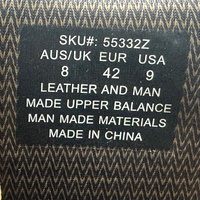 SKU#: 55332Z
AUS/UK EUR USA
8 42 9
LEATHER AND MAN
MADE UPPER BALANCE
MAN MADE MATERIALS
MADE IN CHINA